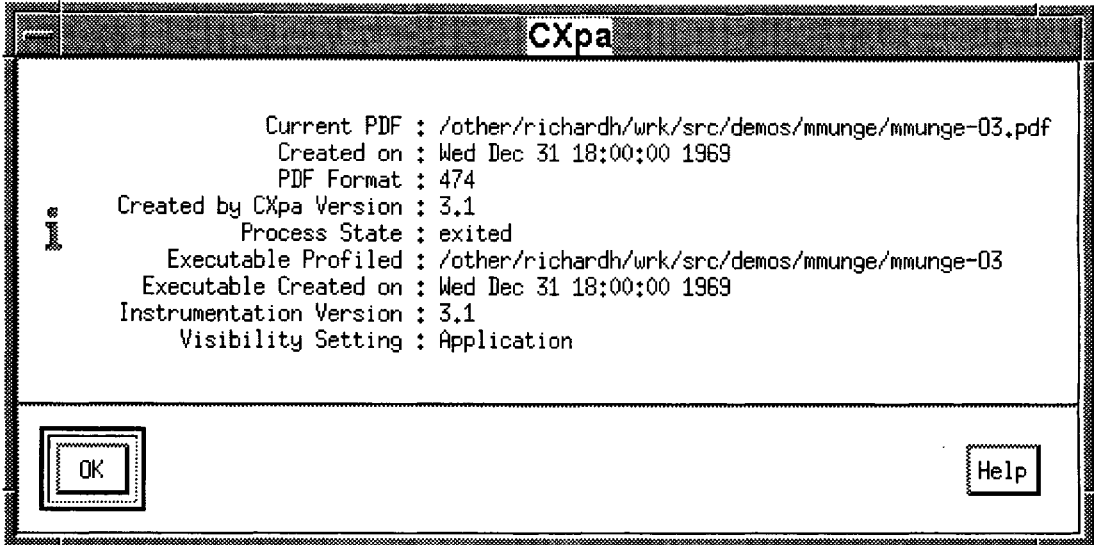 CXpa
Current PDF : /other/richardh/wrk/src/demos/mmunge/mmunge-O3.pdf
Created on : Wed Dec 31 18:00:00 1969
PDF Format : 474
Created by CXpa Version : 3.1
Process State : exited
Executable Profiled : /other/richardh/wrk/src/demos/mmunge/mmunge-O3
Executable Created on : Wed Dec 31 18:00:00 1969
Instrumentation Version : 3.1
Visibility Setting : Application
OK
Help